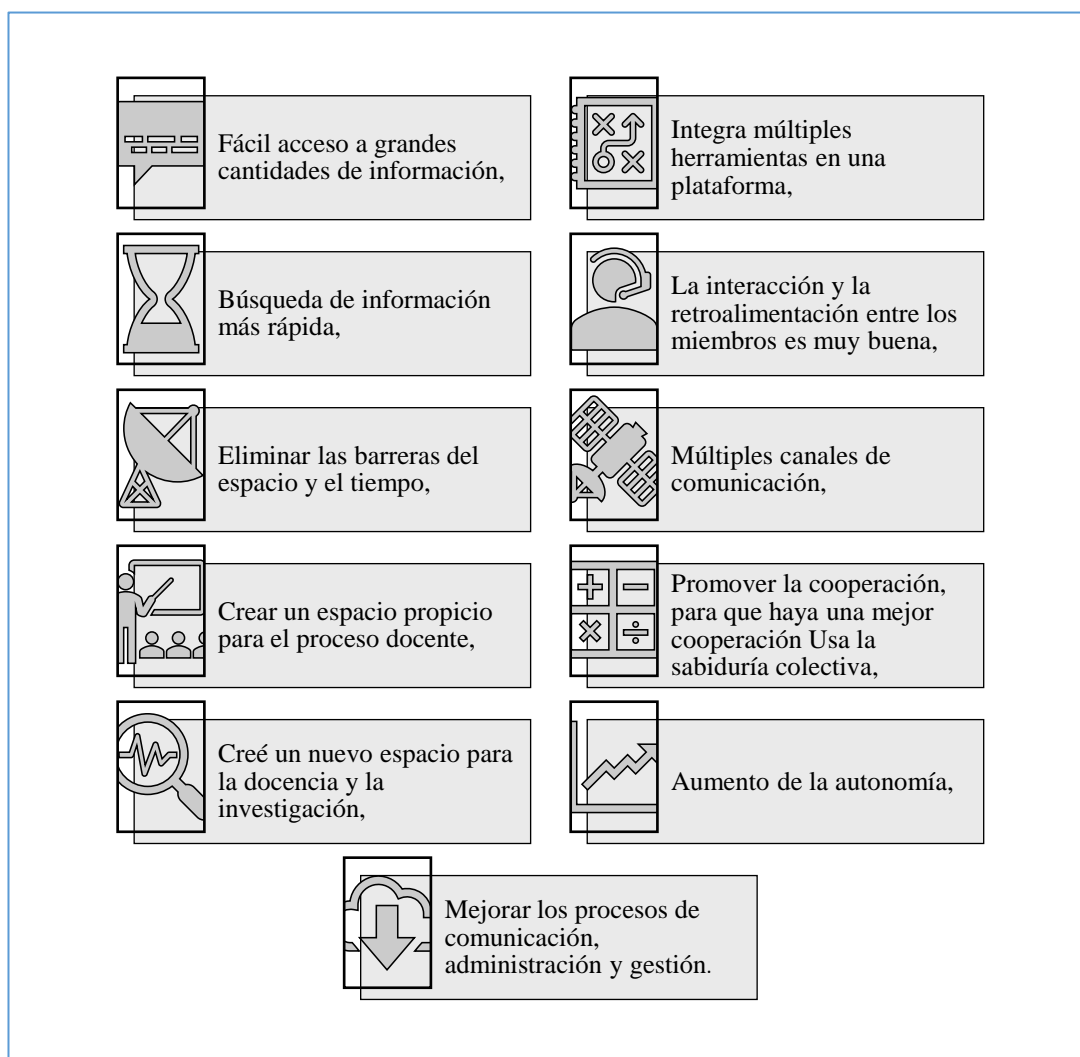 Fácil acceso a grandes
cantidades de información,
Integra múltiples
herramientas en una
plataforma,
Búsqueda de información
más rápida,
La interacción y la
retroalimentación entre los
miembros es muy buena,
Eliminar las barreras del
espacio y el tiempo,
Múltiples canales de
comunicación,
Crear un espacio propicio
para el proceso docente,
Promover la cooperación,
para que haya una mejor
cooperación Usa la
sabiduría colectiva,
Creé un nuevo espacio para
la docencia y la
investigación,
Aumento de la autonomía,
Mejorar los procesos de
comunicación,
administración y gestión.